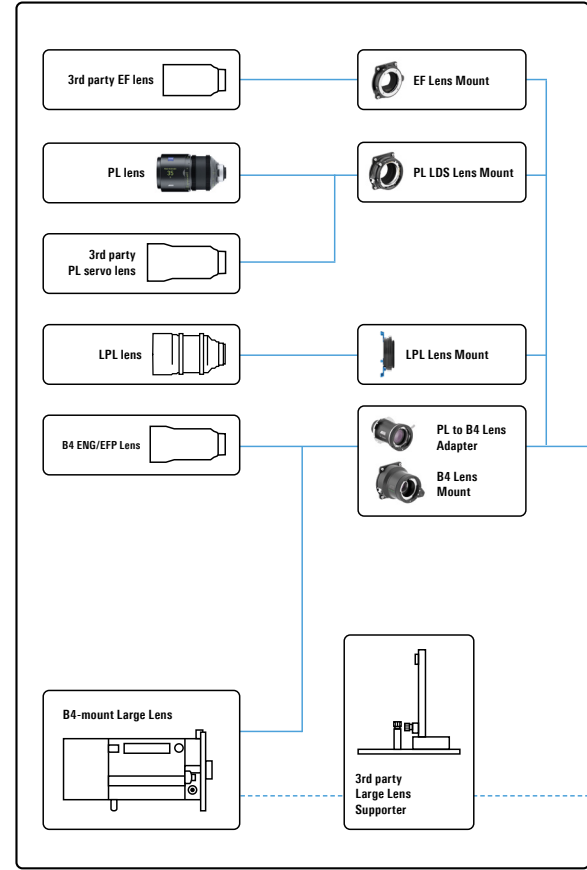 3rd party EF lens
EF Lens Mount
PL lens
PL LDS Lens Mount
3rd party
PL servo lens
LPL lens
LPL Lens Mount
B4 ENG/EFP Lens
PL to B4 Lens
Adapter
B4 Lens
Mount
B4-mount Large Lens
3rd party
Large Lens
Supporter